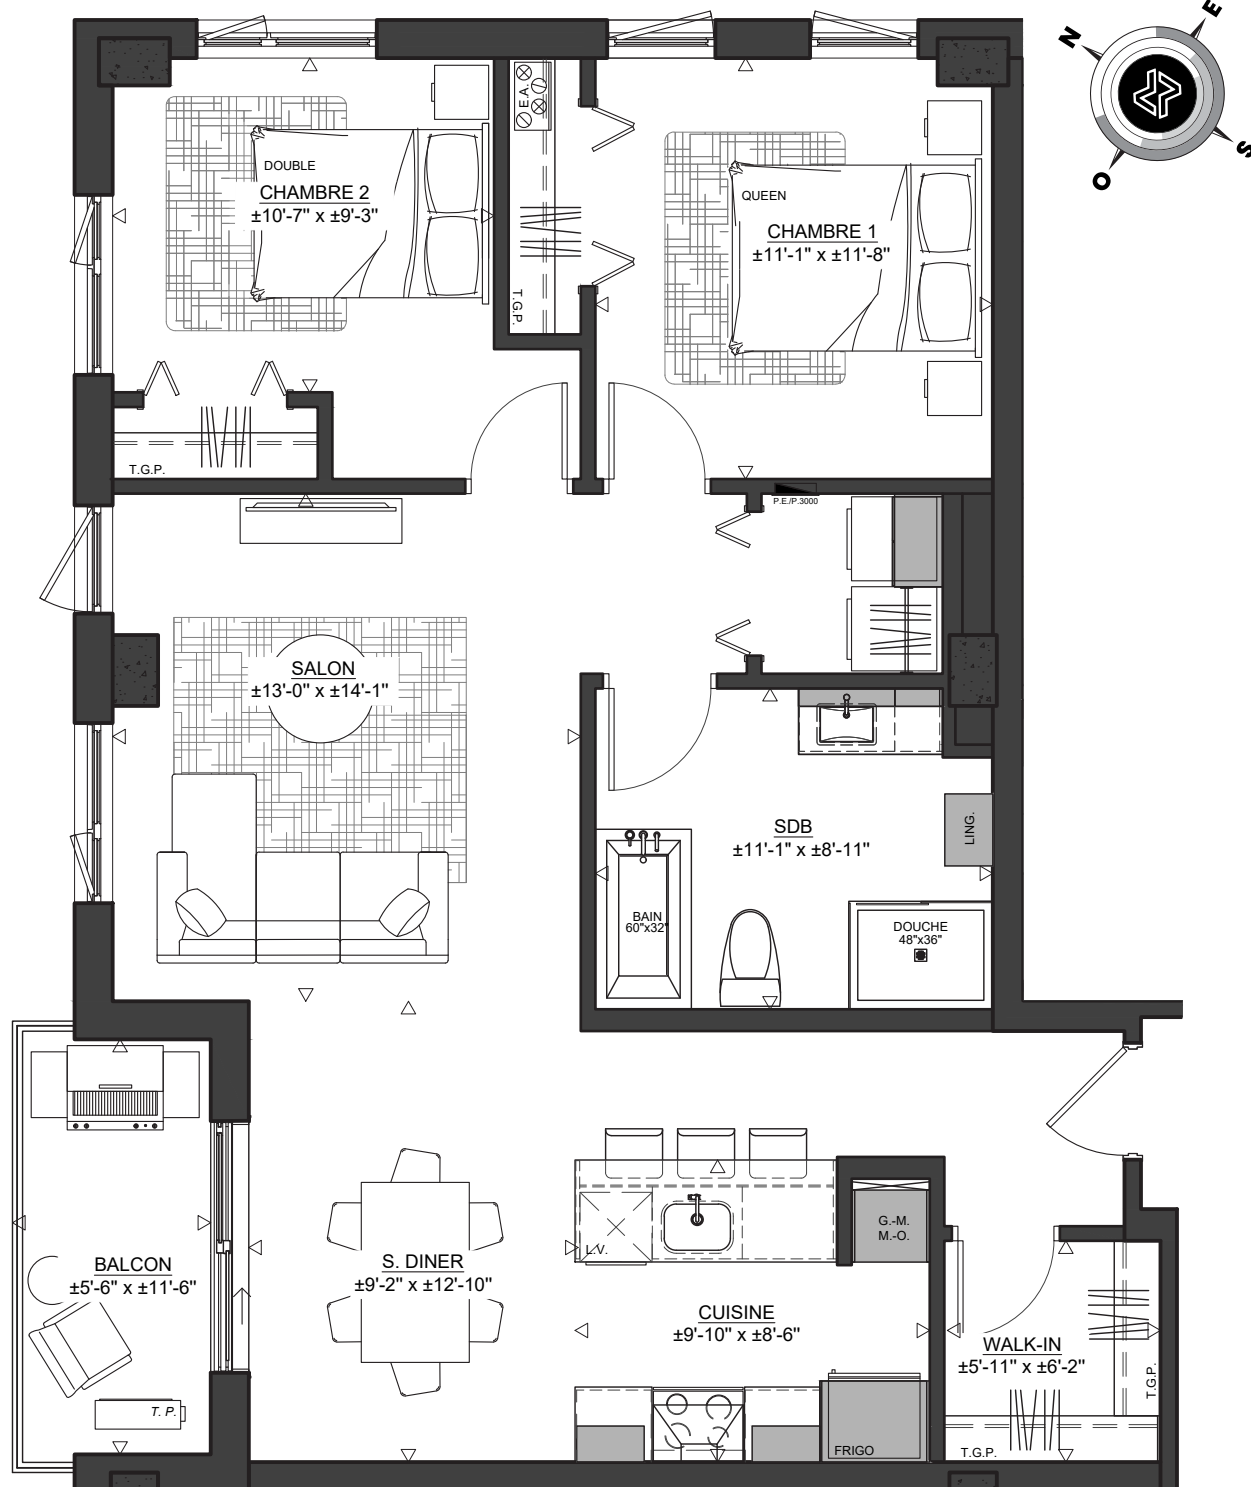 N
E
S
O
E.A.
DOUBLE
CHAMBRE 2
±10'-7" x ±9'-3"
QUEEN
CHAMBRE 1
±11'-1" x ±11'-8"
T.G.P.
T.G.P.
P.E./P.3000
SALON
±13'-0" x ±14'-1"
SDB
±11'-1" x ±8'-11"
LING.
BAIN
60"x32"
DOUCHE
48"x36"
G.-M.
M.-O.
L.V.
BALCON
±5'-6" x ±11'-6"
S. DINER
±9'-2" x ±12'-10"
CUISINE
±9'-10" x ±8'-6"
WALK-IN
±5'-11" x ±6'-2"
T.G.P.
T. P.
FRIGO
T.G.P.